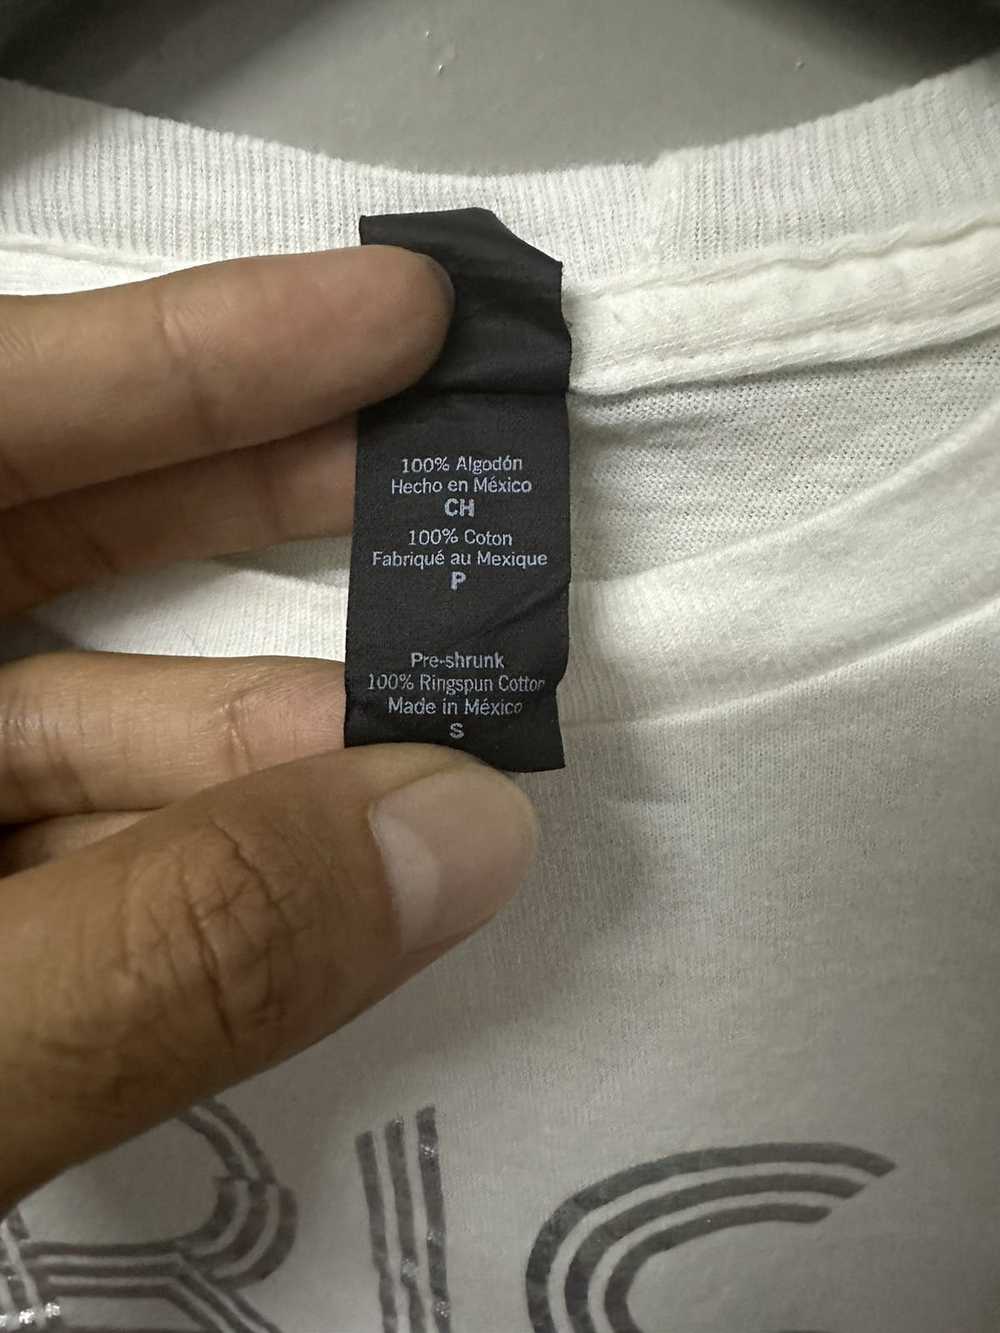 100% Algodón
Hecho en México
CH
100% Coton
Fabriqué au Mexique
P
Pre-shrunk
100% Ringspun Cotton
Made in México
S
RIC